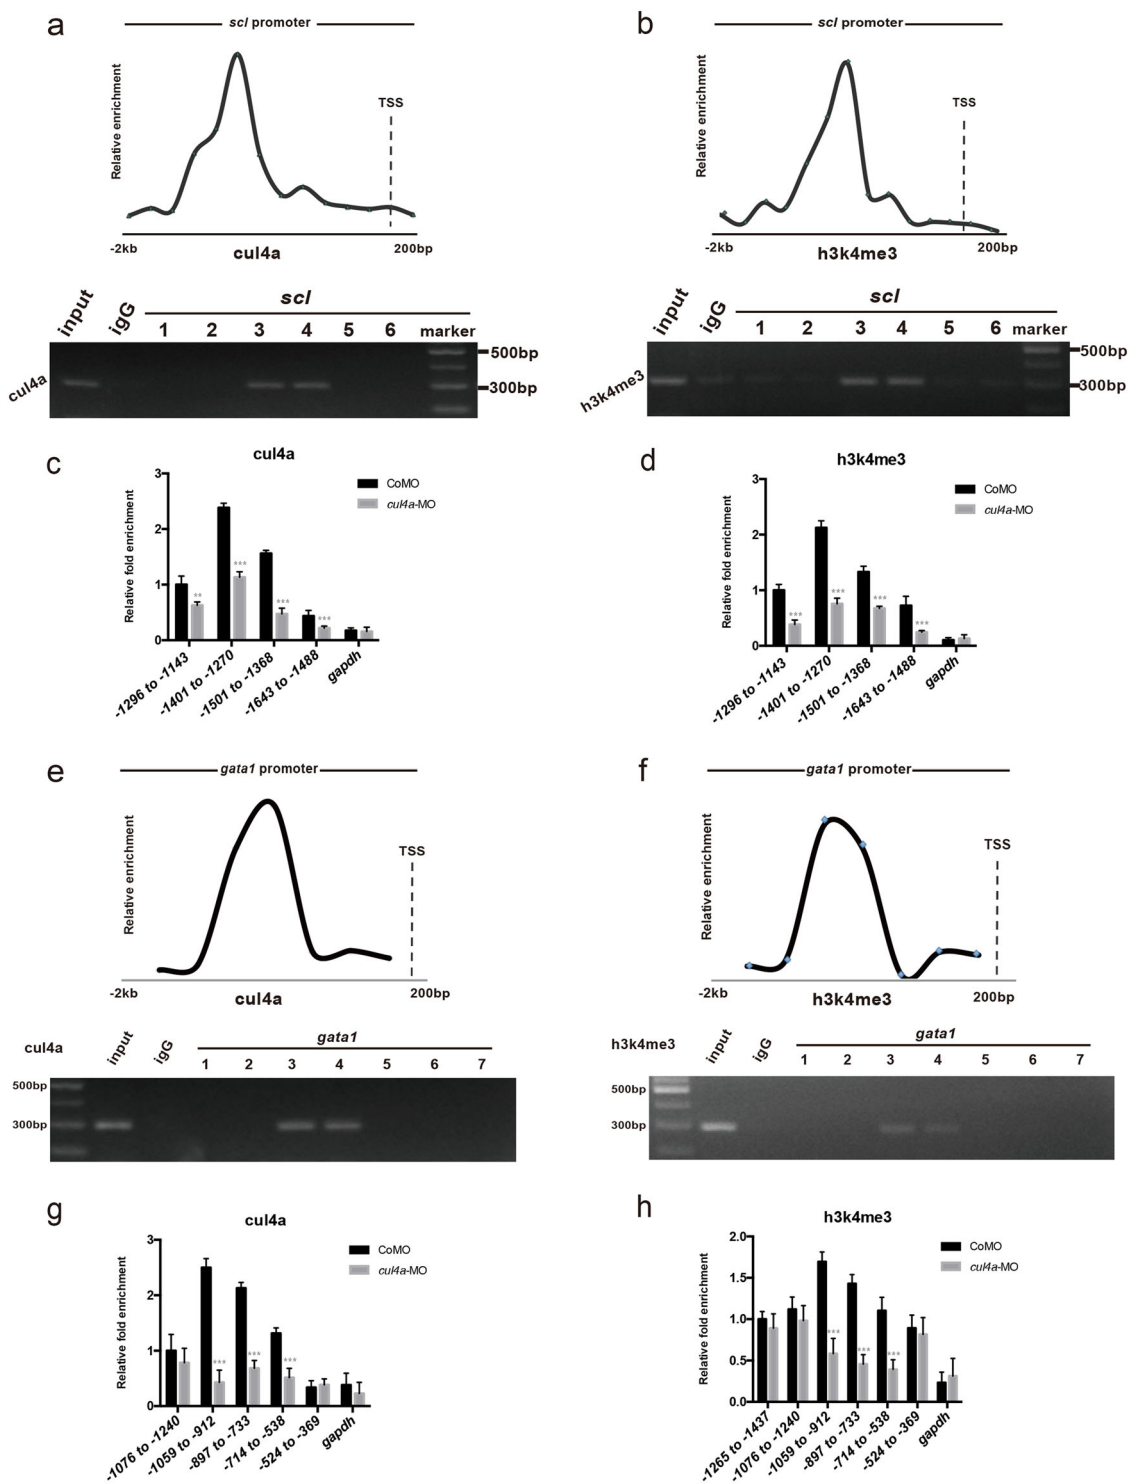 a
scl promoter
Relative enrichment
TSS
-2kb
200bp
cul4a
input
igG
scl
1 2 3 4 5 6 marker
cul4a
500bp
300bp
b
scl promoter
Relative enrichment
TSS
-2kb
200bp
h3k4me3
input
igG
scl
1 2 3 4 5 6 marker
h3k4me3
500bp
300bp
c
cul4a
Relative fold enrichment
3
2
1
0
CoMO
cul4a-MO
**
***
***
***
-1296 to -1143
-1401 to -1270
-1501 to -1368
-1643 to -1488
gapdh
d
h3k4me3
Relative fold enrichment
3
2
1
0
CoMO
cul4a-MO
***
***
***
***
-1296 to -1143
-1401 to -1270
-1501 to -1368
-1643 to -1488
gapdh
e
gata1 promoter
Relative enrichment
TSS
-2kb
200bp
cul4a
cul4a
input
igG
gata1
1 2 3 4 5 6 7
500bp
300bp
f
gata1 promoter
Relative enrichment
TSS
-2kb
200bp
h3k4me3
h3k4me3
input
igG
gata1
1 2 3 4 5 6 7
500bp
300bp
g
cul4a
Relative fold enrichment
3
2
1
0
CoMO
cul4a-MO
***
***
***
-1076 to -1240
-1059 to -912
-897 to -733
-714 to -538
-524 to -369
gapdh
h
h3k4me3
Relative fold enrichment
2.0
1.5
1.0
0.5
0.0
CoMO
cul4a-MO
***
***
***
-1265 to -1437
-1076 to -1240
-1059 to -912
-897 to -733
-714 to -538
-524 to -369
gapdh